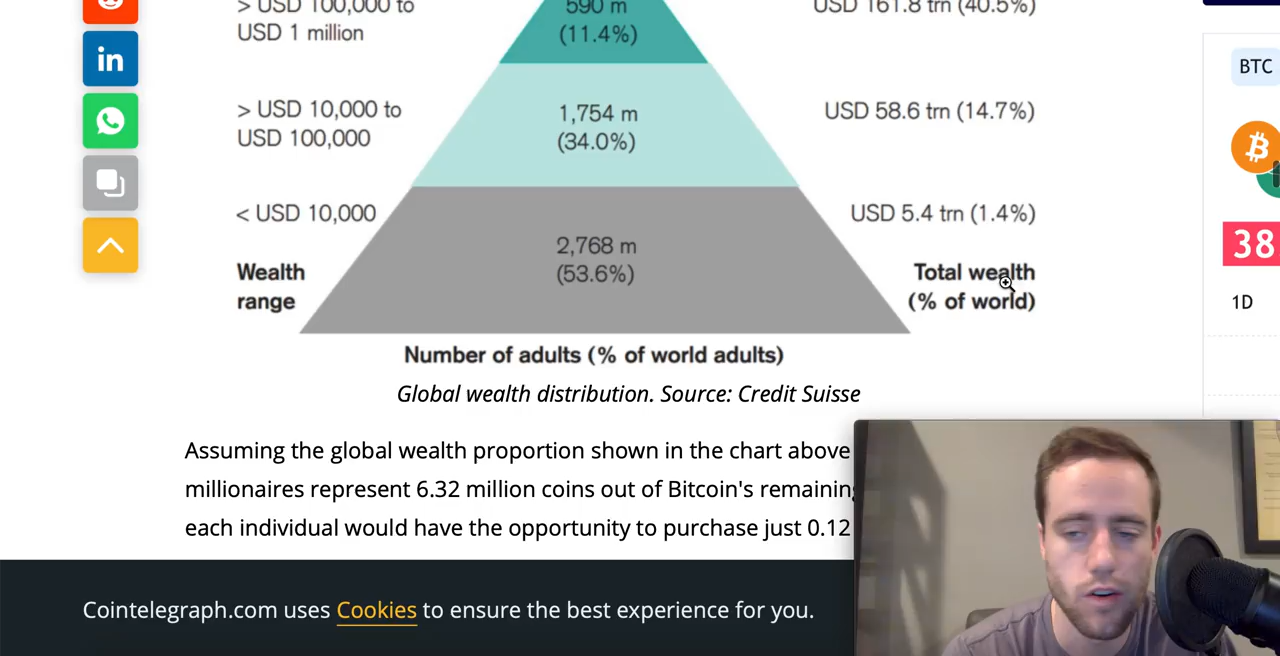 > USD 100,000 to
USD 1 million
590 m
(11.4%)
USD 161.8 trn (40.5%)
> USD 10,000 to
USD 100,000
1,754 m
(34.0%)
USD 58.6 trn (14.7%)
< USD 10,000
2,768 m
(53.6%)
USD 5.4 trn (1.4%)
Wealth
range
Total wealth
(% of world)
Number of adults (% of world adults)
Global wealth distribution. Source: Credit Suisse
Assuming the global wealth proportion shown in the chart above
millionaires represent 6.32 million coins out of Bitcoin's remaining
each individual would have the opportunity to purchase just 0.12
Cointelegraph.com uses Cookies to ensure the best experience for you.
in
BTC
38
1D